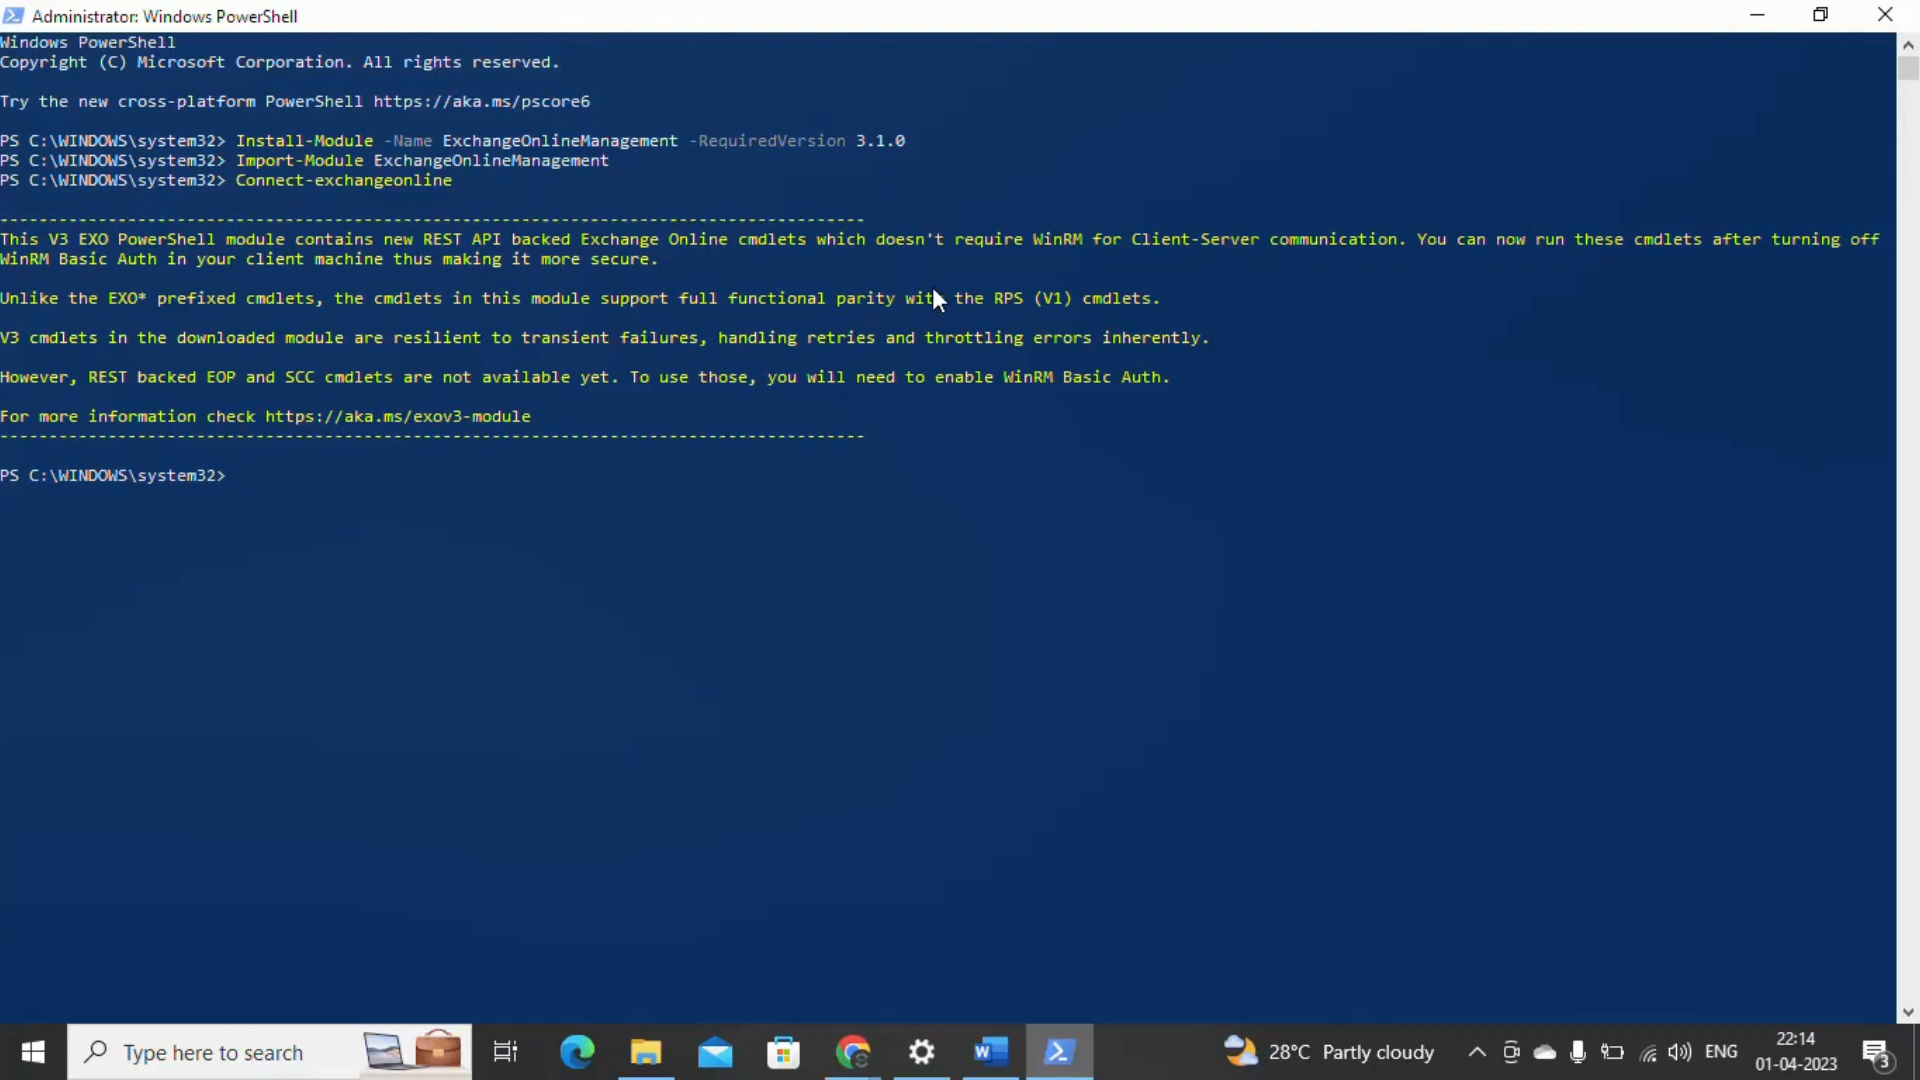 Administrator: Windows PowerShell
Windows PowerShell
Copyright (C) Microsoft Corporation. All rights reserved.
Try the new cross-platform PowerShell https://aka.ms/pscore6
PS C:\WINDOWS\system32> Install-Module -Name ExchangeOnlineManagement -RequiredVersion 3.1.0
PS C:\WINDOWS\system32> Import-Module ExchangeOnlineManagement
PS C:\WINDOWS\system32> Connect-exchangeonline
----------------------------------------------------------------------------------------
This V3 EXO PowerShell module contains new REST API backed Exchange Online cmdlets which doesn't require WinRM for Client-Server communication. You can now run these cmdlets after turning off
WinRM Basic Auth in your client machine thus making it more secure.
Unlike the EXO* prefixed cmdlets, the cmdlets in this module support full functional parity with the RPS (V1) cmdlets.
V3 cmdlets in the downloaded module are resilient to transient failures, handling retries and throttling errors inherently.
However, REST backed EOP and SCC cmdlets are not available yet. To use those, you will need to enable WinRM Basic Auth.
For more information check https://aka.ms/exov3-module
----------------------------------------------------------------------------------------
PS C:\WINDOWS\system32>
Type here to search
28°C Partly cloudy
ENG
22:14
01-04-2023
3